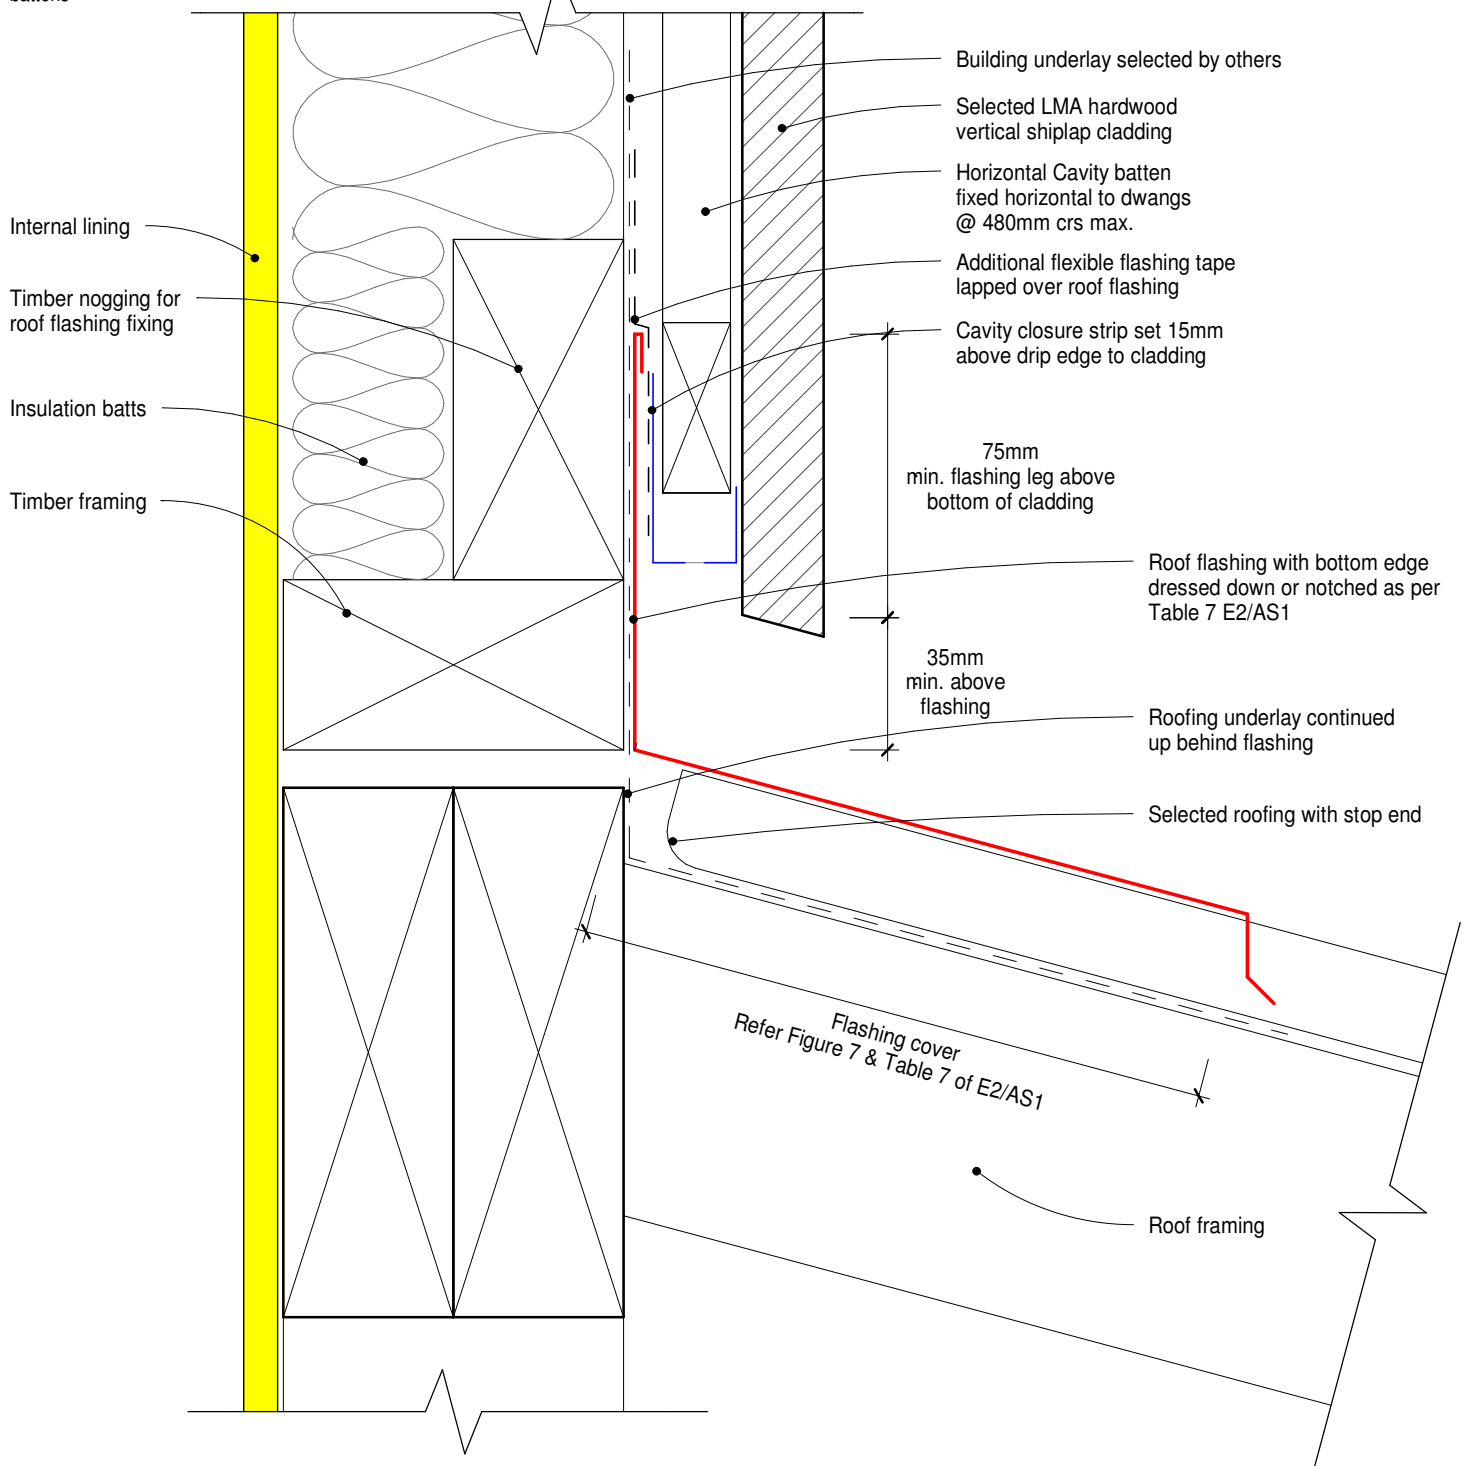 battens
Building underlay selected by others
Selected LMA hardwood
vertical shiplap cladding
Horizontal Cavity batten
fixed horizontal to dwangs
@ 480mm crs max.
Additional flexible flashing tape
lapped over roof flashing
Cavity closure strip set 15mm
above drip edge to cladding
Internal lining
Timber nogging for
roof flashing fixing
Insulation batts
Timber framing
75mm
min. flashing leg above
bottom of cladding
Roof flashing with bottom edge
dressed down or notched as per
Table 7 E2/AS1
35mm
min. above
flashing
Roofing underlay continued
up behind flashing
Selected roofing with stop end
Flashing cover
Refer Figure 7 & Table 7 of E2/AS1
Roof framing